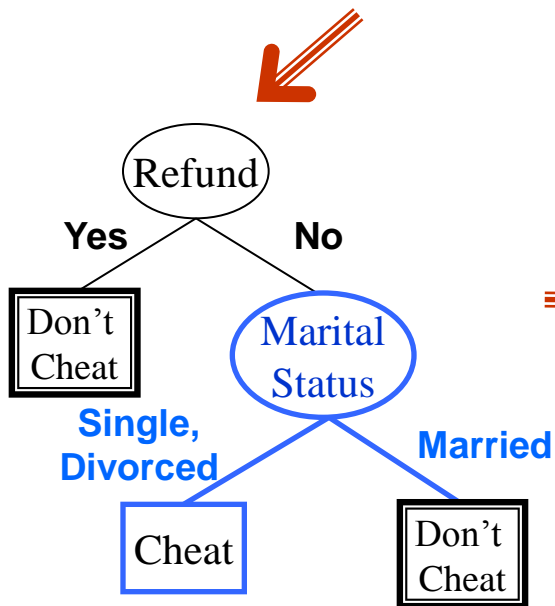 Refund
Yes
No
Don’t
Cheat
Marital
Status
Single,
Divorced
Married
Cheat
Don’t
Cheat